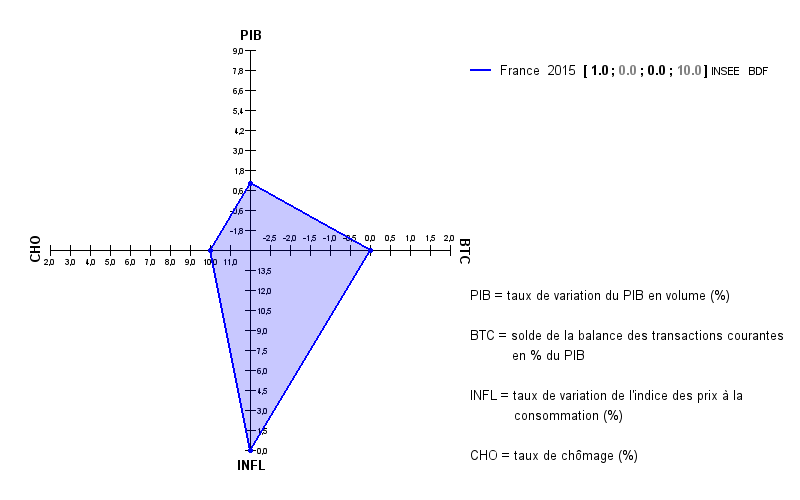 PIB
9,0
7,8
6,6
5,4
4,2
3,0
1,8
0,6
-0,6
-1,8
France 2015 [ 1.0 ; 0.0 ; 0.0 ; 10.0 ] INSEE BDF
-2,5 -2,0 -1,5 -1,0 -0,5 0,0 0,5 1,0 1,5 2,0
BTC
CHO
2,0 3,0 4,0 5,0 6,0 7,0 8,0 9,0 10,0 11,0
13,5
12,0
10,5
9,0
7,5
6,0
4,5
3,0
1,5
0,0
INFL
PIB = taux de variation du PIB en volume (%)
BTC = solde de la balance des transactions courantes
en % du PIB
INFL = taux de variation de l'indice des prix à la
consommation (%)
CHO = taux de chômage (%)